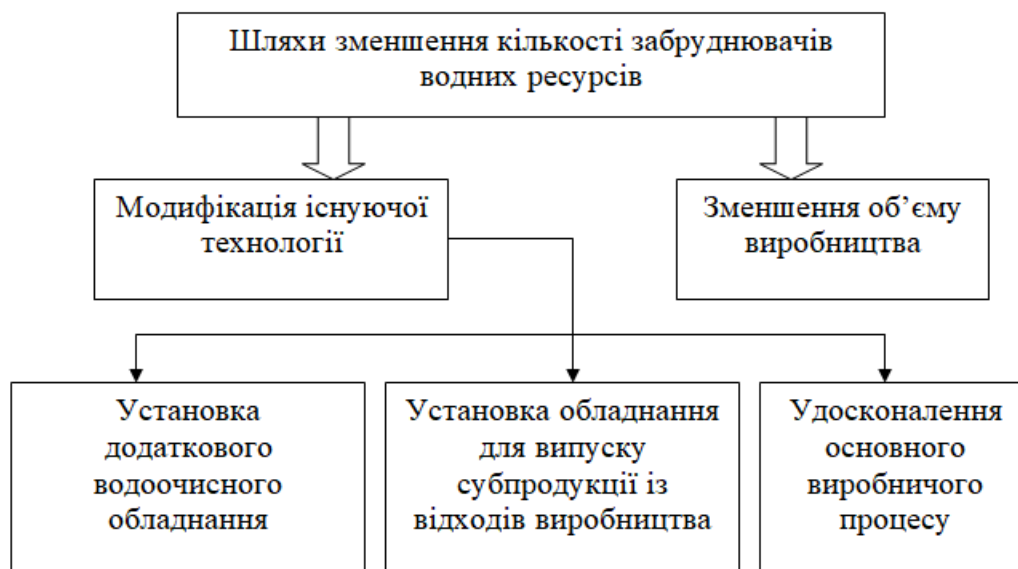 Шляхи зменшення кількості забруднювачів
водних ресурсів
Модифікація існуючої
технології
Зменшення об’єму
виробництва
Установка
додаткового
водоочисного
обладнання
Установка обладнання
для випуску
субпродукції із
відходів виробництва
Удосконалення
основного
виробничого
процесу